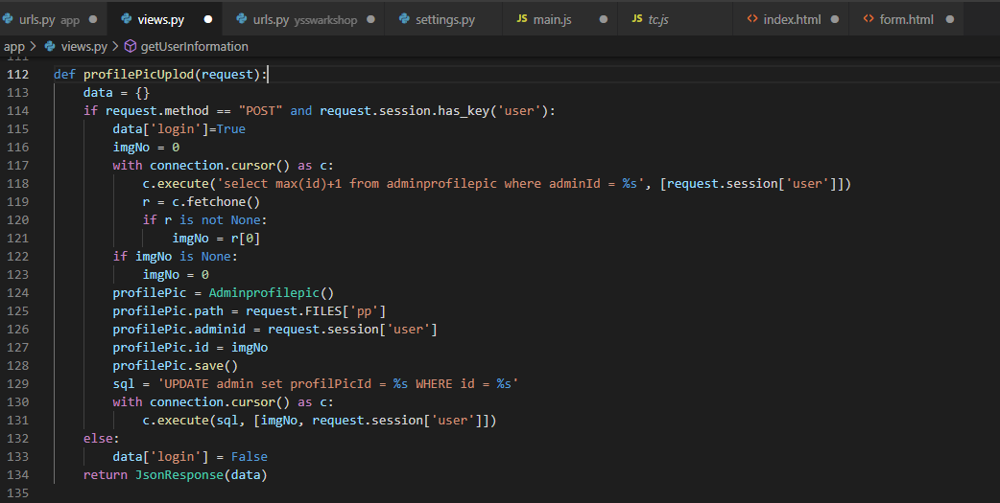 urls.py app
views.py
urls.py ysswarkshop
settings.py
JS main.js
JS tc.js
<> index.html
<> form.html
app > views.py > getUserInformation
111
112 def profilePicUplod(request):
113 data = {}
114 if request.method == "POST" and request.session.has_key('user'):
115 data['login']=True
116 imgNo = 0
117 with connection.cursor() as c:
118 c.execute('select max(id)+1 from adminprofilepic where adminId = %s', [request.session['user']])
119 r = c.fetchone()
120 if r is not None:
121 imgNo = r[0]
122 if imgNo is None:
123 imgNo = 0
124 profilePic = Adminprofilepic()
125 profilePic.path = request.FILES['pp']
126 profilePic.adminid = request.session['user']
127 profilePic.id = imgNo
128 profilePic.save()
129 sql = 'UPDATE admin set profilPicId = %s WHERE id = %s'
130 with connection.cursor() as c:
131 c.execute(sql, [imgNo, request.session['user']])
132 else:
133 data['login'] = False
134 return JsonResponse(data)
135